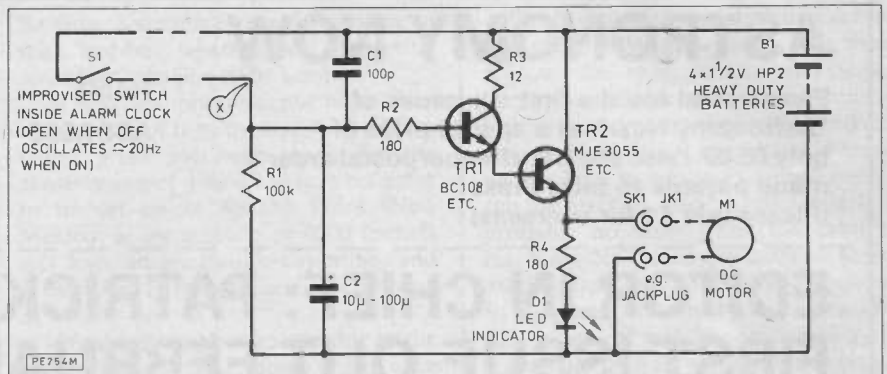 S1
IMPROVISED SWITCH
INSIDE ALARM CLOCK
(OPEN WHEN OFF
OSCILLATES ≈20Hz
WHEN ON)
X
R1
100k
C1
100p
R2
180
C2
+
10µ - 100µ
R3
12
TR1
BC108
ETC.
TR2
MJE3055
ETC.
R4
180
D1
LED
INDICATOR
SK1 JK1
e.g.
JACKPLUG
M1
DC
MOTOR
B1
4×1 1/2V HP2
HEAVY DUTY
BATTERIES
PE754M